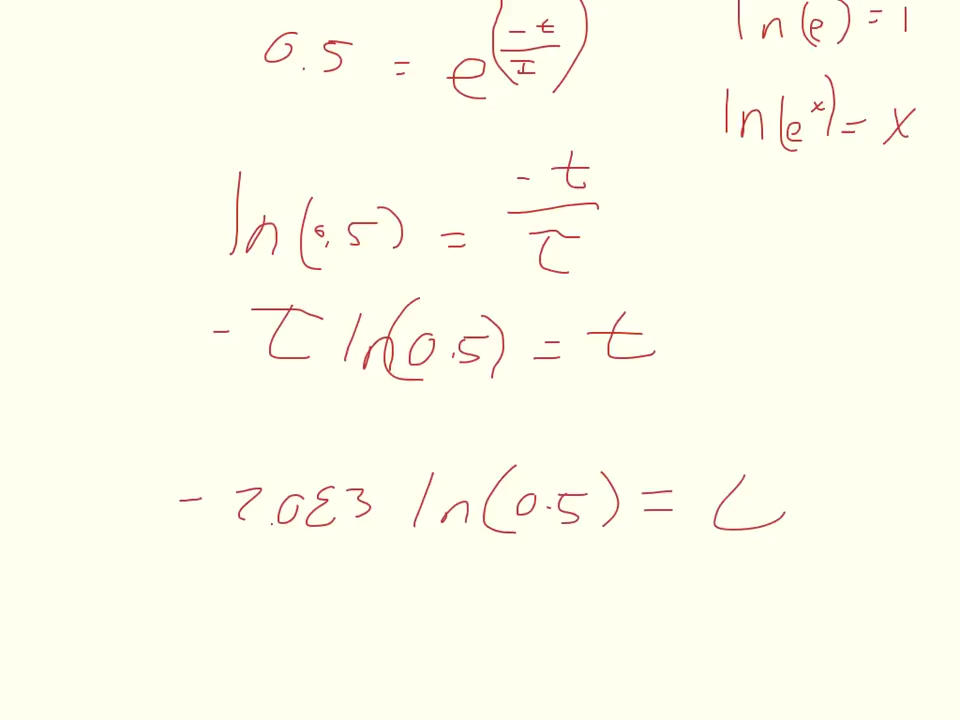 ln(e) = 1
0.5 = e^(-t/τ)
ln(e^x) = x
ln(0.5) = -t/τ
- τ ln(0.5) = t
- 2.0E3 ln(0.5) =